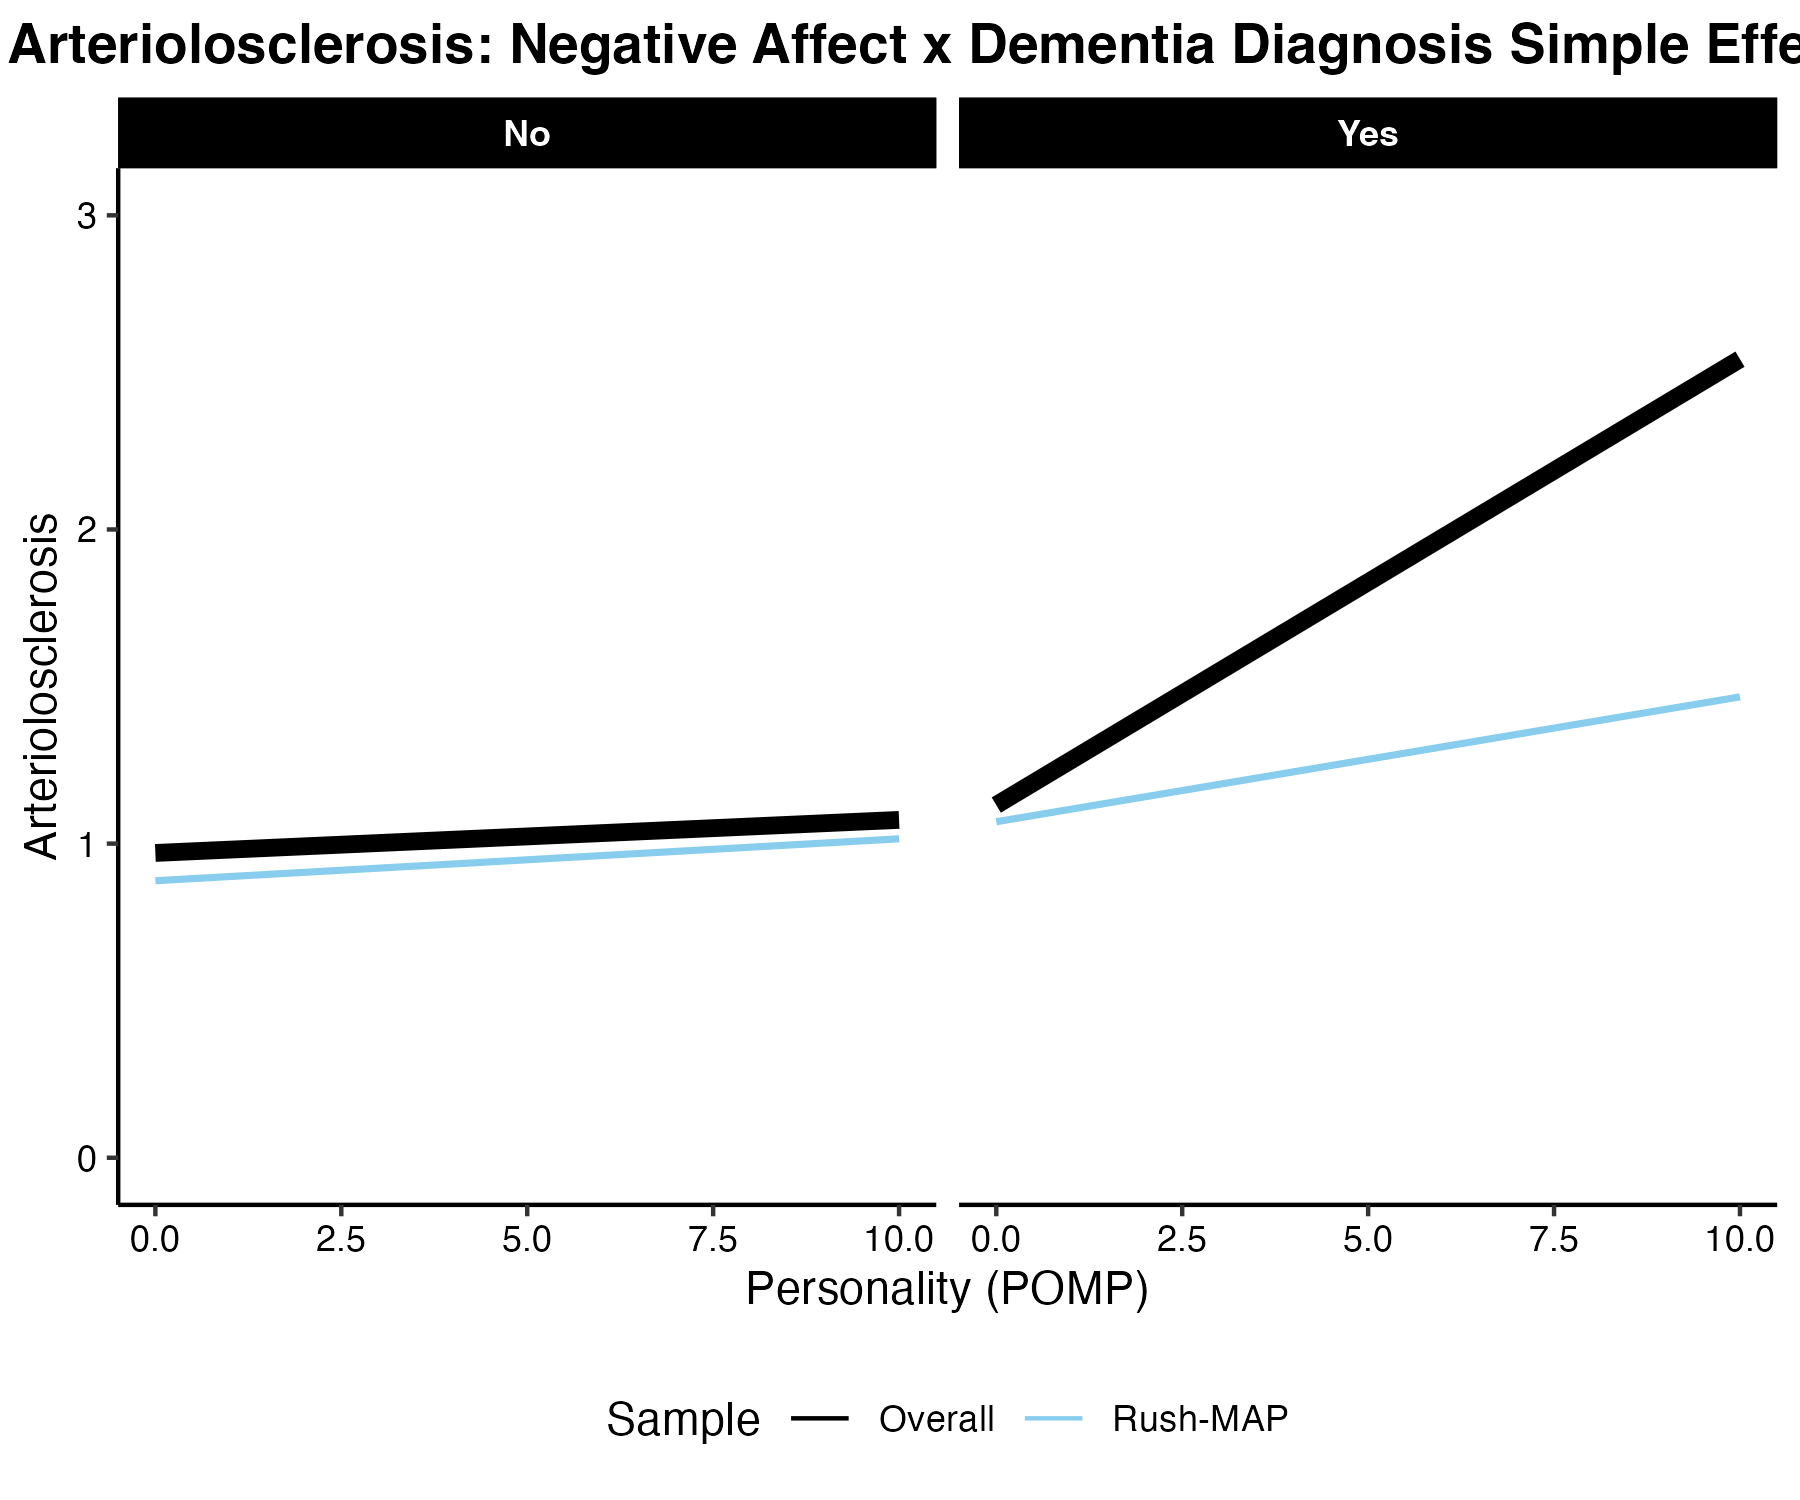 Arteriolosclerosis: Negative Affect x Dementia Diagnosis Simple Effe
No
Yes
3
2
1
0
Arteriolosclerosis
0.0 2.5 5.0 7.5 10.0 0.0 2.5 5.0 7.5 10.0
Personality (POMP)
Sample Overall Rush-MAP